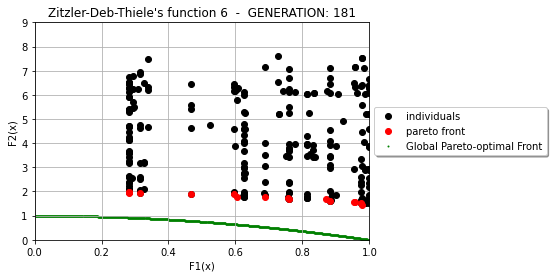 Zitzler-Deb-Thiele's function 6 - GENERATION: 181
9
8
7
6
5
4
3
2
1
0
F2(x)
0.0 0.2 0.4 0.6 0.8 1.0
F1(x)
individuals
pareto front
Global Pareto-optimal Front